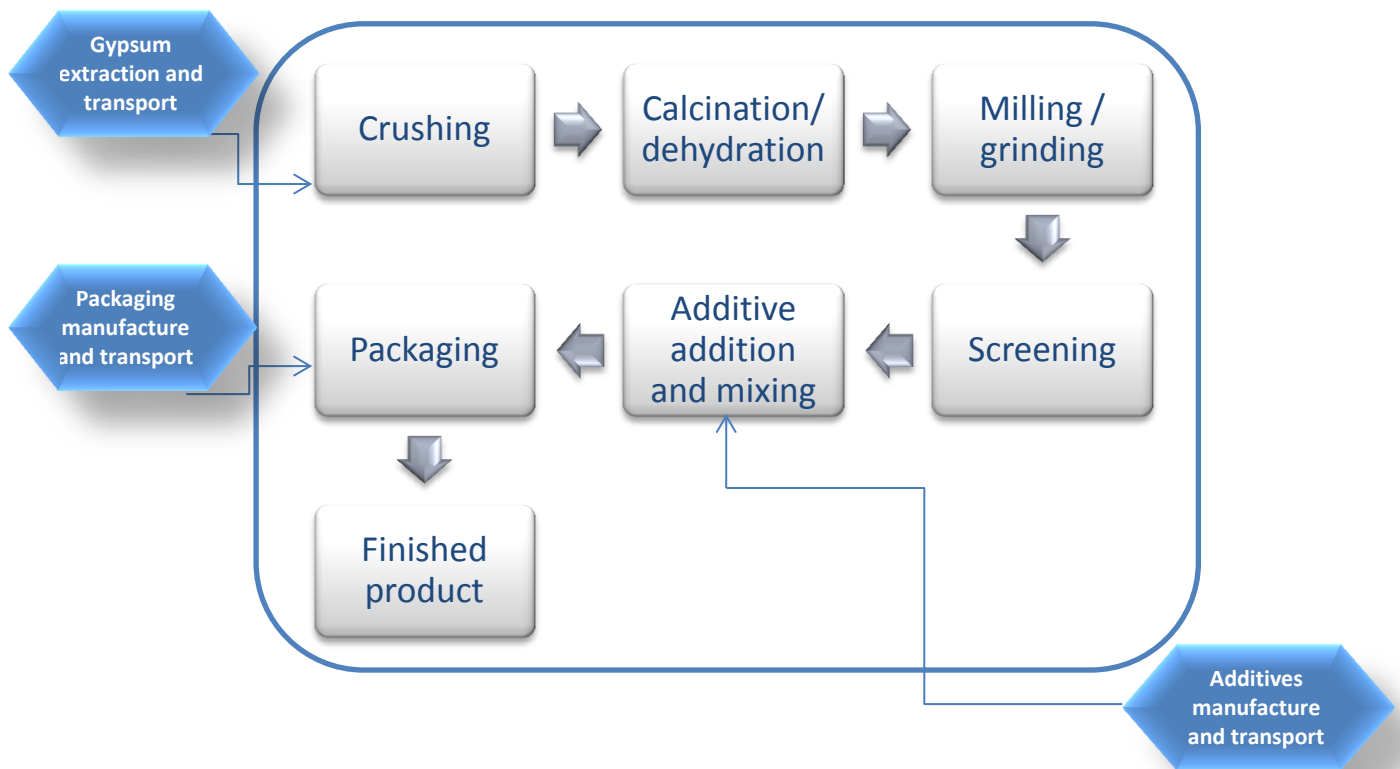 Gypsum
extraction and
transport
Crushing
Calcination/
dehydration
Milling /
grinding
Packaging
manufacture
and transport
Packaging
Additive
addition
and mixing
Screening
Finished
product
Additives
manufacture
and transport